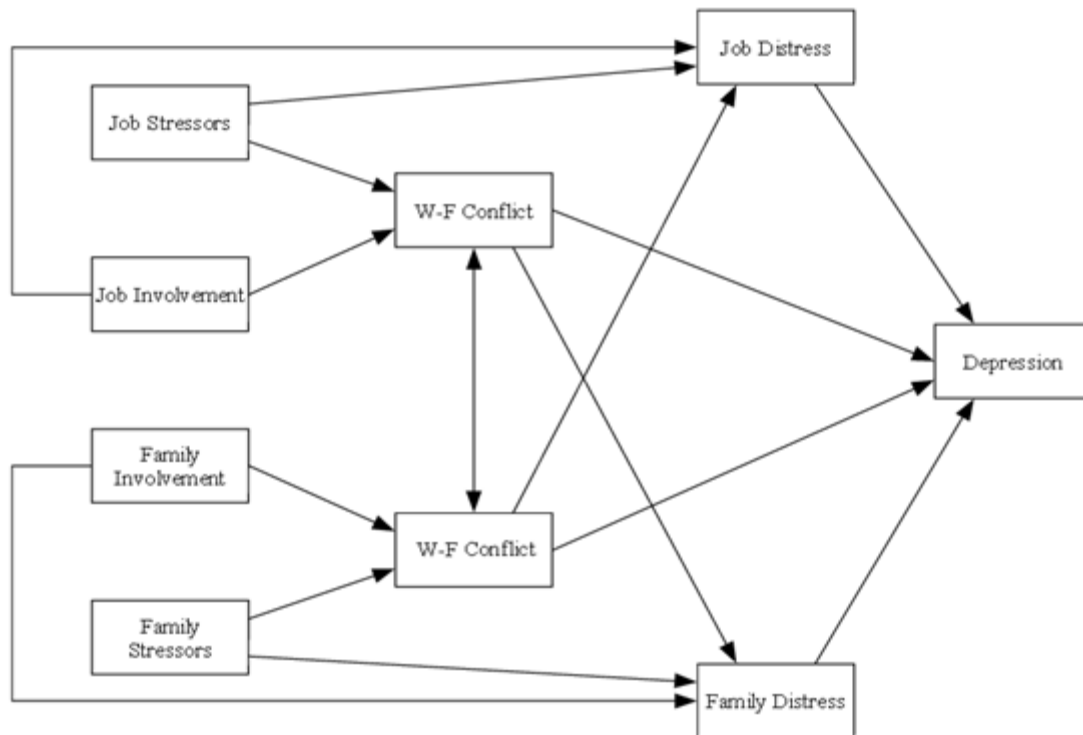 Job Distress
Job Stressors
W-F Conflict
Job Involvement
Depression
Family
Involvement
W-F Conflict
Family
Stressors
Family Distress